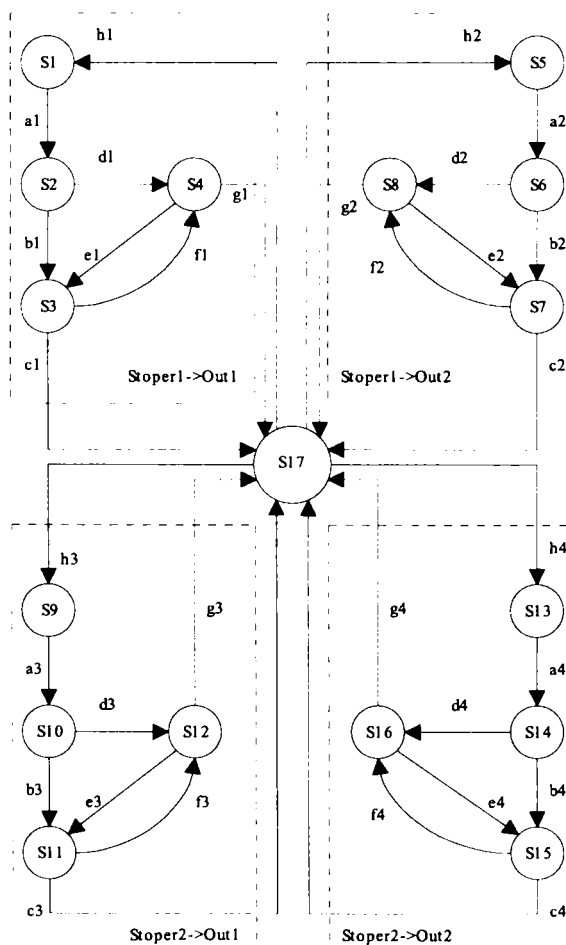 h1
h2
S1
S5
a1
a2
d1
d2
S2
S4
S8
S6
g1
g2
b1
e1
f1
f2
e2
b2
S3
S7
c1
c2
Stoper1->Out1
Stoper1->Out2
S17
h3
h4
S9
S13
g3
g4
a3
a4
d3
d4
S10
S12
S16
S14
b3
e3
f3
f4
e4
b4
S11
S15
c3
c4
Stoper2->Out1
Stoper2->Out2